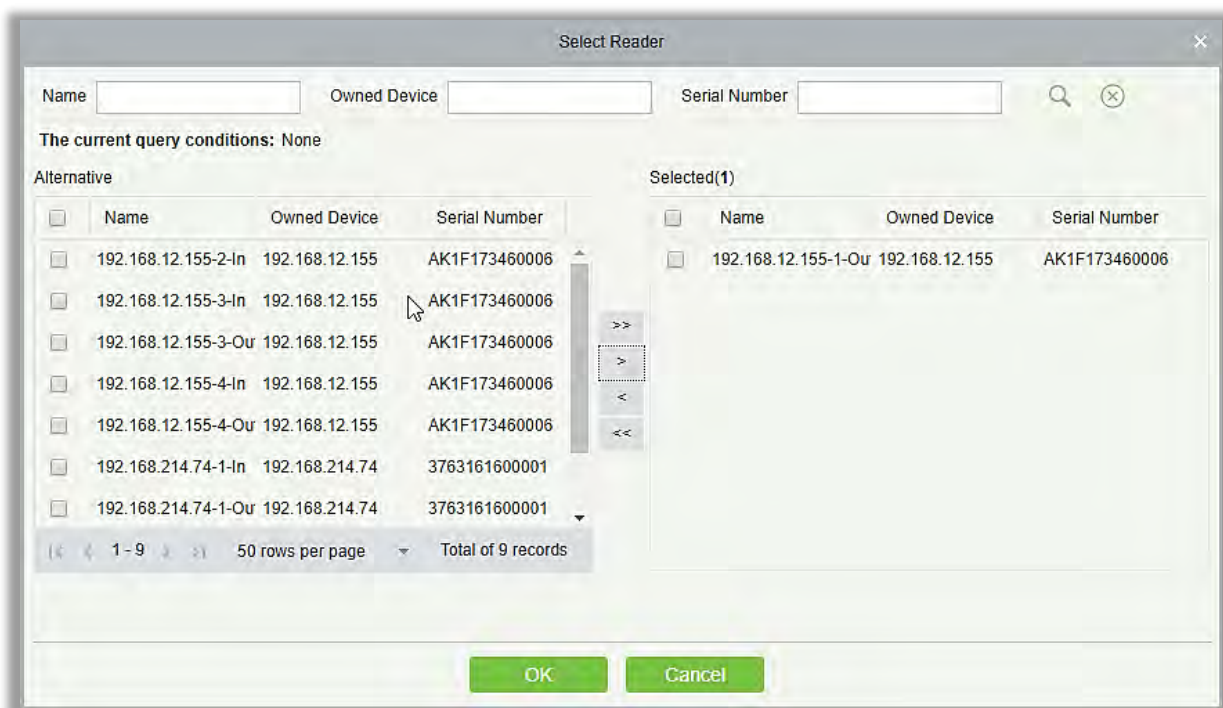 Select Reader
Name Owned Device Serial Number
The current query conditions: None
Alternative Selected(1)
Name Owned Device Serial Number Name Owned Device Serial Number
192.168.12.155-2-In 192.168.12.155 AK1F173460006 192.168.12.155-1-Ou 192.168.12.155 AK1F173460006
192.168.12.155-3-In 192.168.12.155 AK1F173460006
>>
192.168.12.155-3-Ou 192.168.12.155 AK1F173460006
>
192.168.12.155-4-In 192.168.12.155 AK1F173460006
<
192.168.12.155-4-Ou 192.168.12.155 AK1F173460006
<<
192.168.214.74-1-In 192.168.214.74 3763161600001
192.168.214.74-1-Ou 192.168.214.74 3763161600001
1 - 9 50 rows per page Total of 9 records
OK Cancel